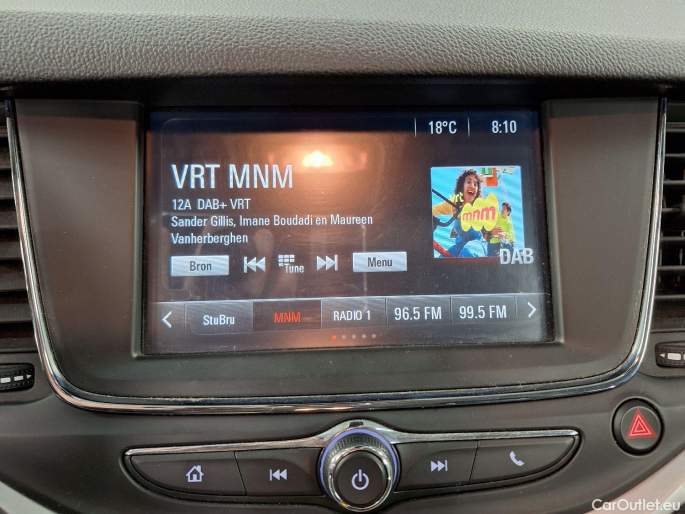 18°C 8:10
VRT MNM
12A DAB+ VRT
Sander Gillis, Imane Boudadi en Maureen
Vanherberghen
mnm
DAB
Bron Tune Menu
StuBru MNM RADIO 1 96.5 FM 99.5 FM
CarOutlet.eu